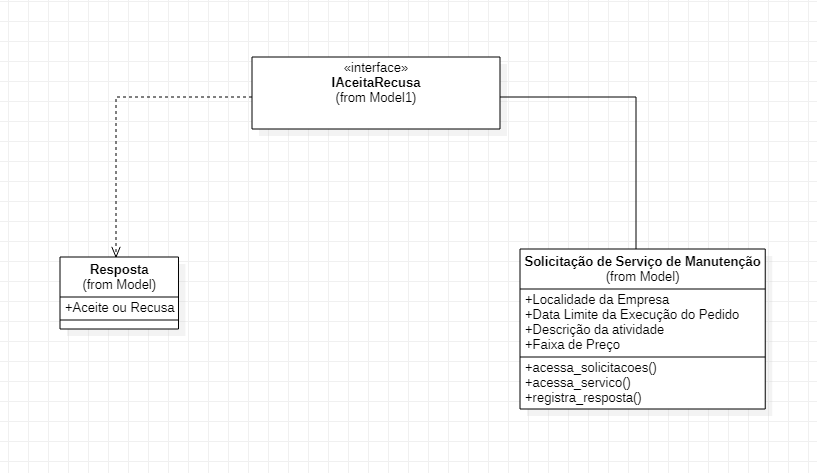 «interface»
IAceitaRecusa
(from Model1)
Resposta
(from Model)
+Aceite ou Recusa
Solicitação de Serviço de Manutenção
(from Model)
+Localidade da Empresa
+Data Limite da Execução do Pedido
+Descrição da atividade
+Faixa de Preço
+acessa_solicitacoes()
+acessa_servico()
+registra_resposta()